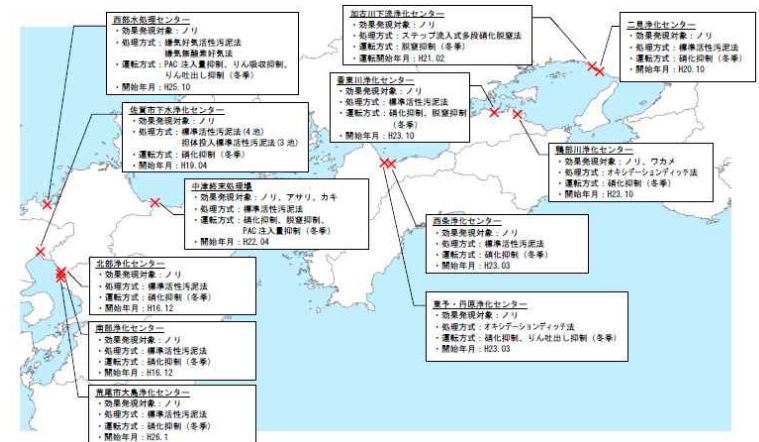 西部水処理センター
・効果発現対象：ノリ
・処理方式：嫌気好気活性汚泥法
嫌気無酸素好気法
・運転方式：PAC 注入量抑制、りん吸収抑制、
りん吐出し抑制（冬季）
・開始年月：H25.10
佐賀市下水浄化センター
・効果発現対象：ノリ
・処理方式：標準活性汚泥法(4 池)
担体投入標準活性汚泥法(3 池)
・運転方式：硝化抑制（冬季）
・開始年月：H19.04
中津終末処理場
・効果発現対象：ノリ、アサリ、カキ
・処理方式：標準活性汚泥法
・運転方式：硝化抑制、脱窒抑制、
PAC 注入量抑制（冬季）
・開始年月：H22.04
北部浄化センター
・効果発現対象：ノリ
・処理方式：標準活性汚泥法
・運転方式：硝化抑制（冬季）
・開始年月：H16.12
南部浄化センター
・効果発現対象：ノリ
・処理方式：標準活性汚泥法
・運転方式：硝化抑制（冬季）
・開始年月：H16.12
荒尾市大島浄化センター
・効果発現対象：ノリ
・処理方式：標準活性汚泥法
・運転方式：硝化抑制（冬季）
・開始年月：H26.1
加古川下流浄化センター
・効果発現対象：ノリ
・処理方式：ステップ流入式多段硝化脱窒法
・運転方式：脱窒抑制（冬季）
・運転開始年月：H21.02
二見浄化センター
・効果発現対象：ノリ
・処理方式：標準活性汚泥法
・運転方式：硝化抑制（冬季）
・開始年月：H20.10
香東川浄化センター
・効果発現対象：ノリ
・処理方式：標準活性汚泥法
・運転方式：硝化抑制、脱窒抑制
（冬季）
・開始年月：H23.10
鴨部川浄化センター
・効果発現対象：ノリ、ワカメ
・処理方式：オキシデーションディッチ法
・運転方式：硝化抑制（冬季）
・開始年月：H23.10
西条浄化センター
・効果発現対象：ノリ
・処理方式：標準活性汚泥法
・運転方式：硝化抑制（冬季）
・開始年月：H23.03
東予・丹原浄化センター
・効果発現対象：ノリ
・処理方式：オキシデーションディッチ法
・運転方式：硝化抑制、りん吐出し抑制（冬季）
・開始年月：H23.03